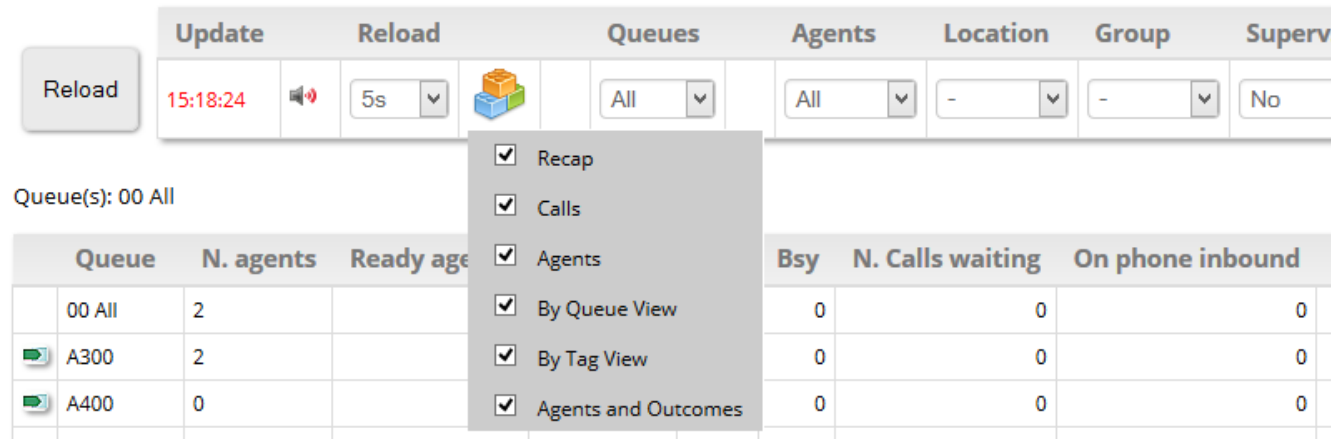 Update Reload Queues Agents Location Group Superv
Reload 15:18:24 5s All All - - No
Recap
Queue(s): 00 All
Calls
Queue N. agents Ready age Agents Bsy N. Calls waiting On phone inbound
00 All 2 By Queue View 0 0 0
A300 2 By Tag View 0 0 0
A400 0 Agents and Outcomes 0 0 0